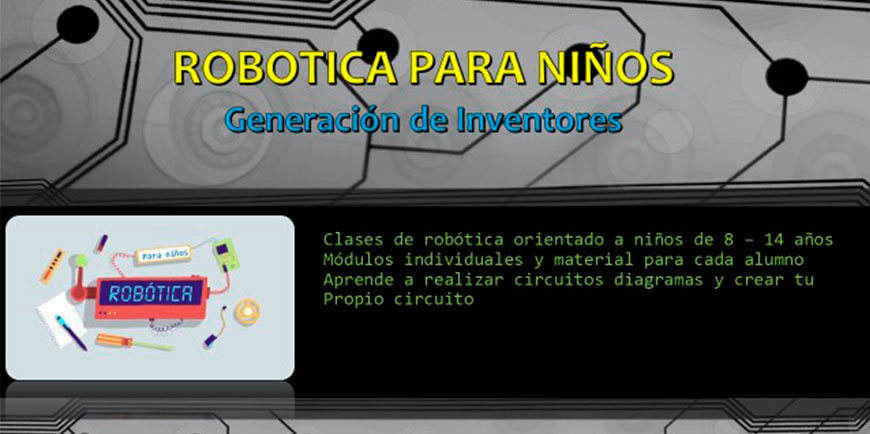 ROBOTICA PARA NIÑOS
Generación de Inventores
Para niños
ROBÓTICA
Clases de robótica orientado a niños de 8 – 14 años
Módulos individuales y material para cada alumno
Aprende a realizar circuitos diagramas y crear tu
Propio circuito